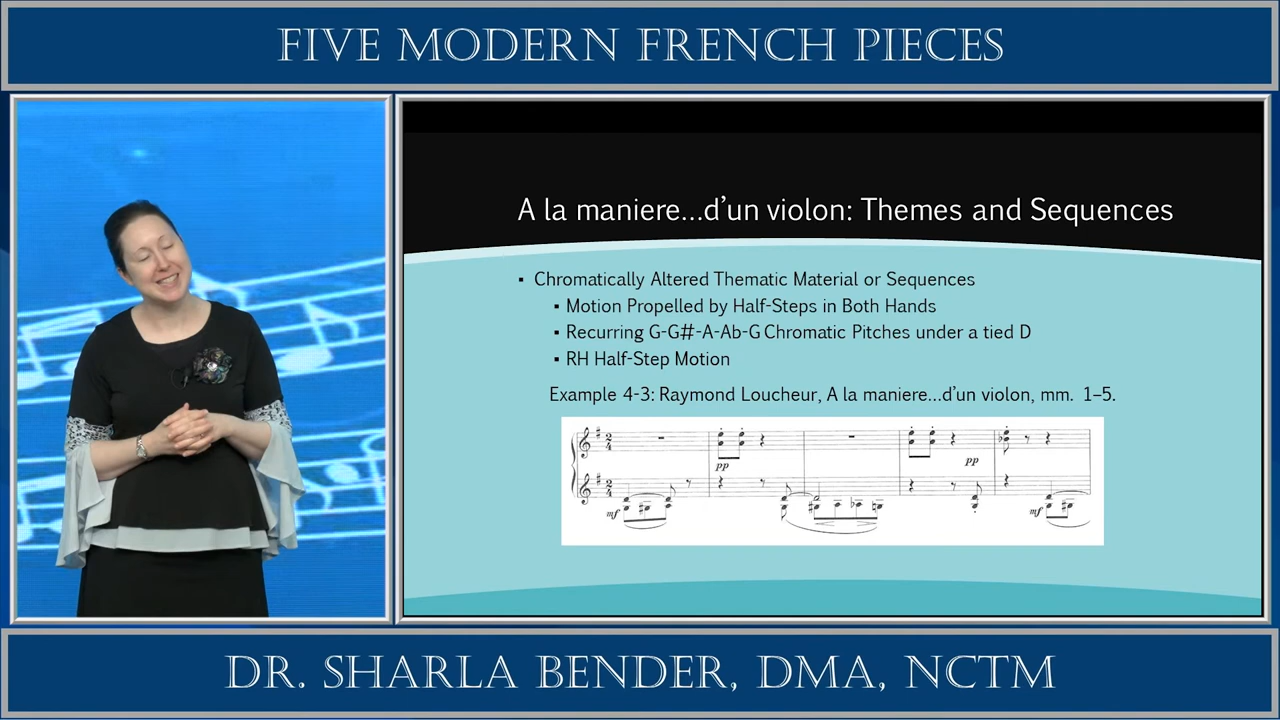 FIVE MODERN FRENCH PIECES
A la maniere...d'un violon: Themes and Sequences
▪ Chromatically Altered Thematic Material or Sequences
▪ Motion Propelled by Half-Steps in Both Hands
▪ Recurring G-G#-A-Ab-G Chromatic Pitches under a tied D
▪ RH Half-Step Motion
Example 4-3: Raymond Loucheur, A la maniere...d'un violon, mm. 1–5.
pp pp
mf mf
DR. SHARLA BENDER, DMA, NCTM